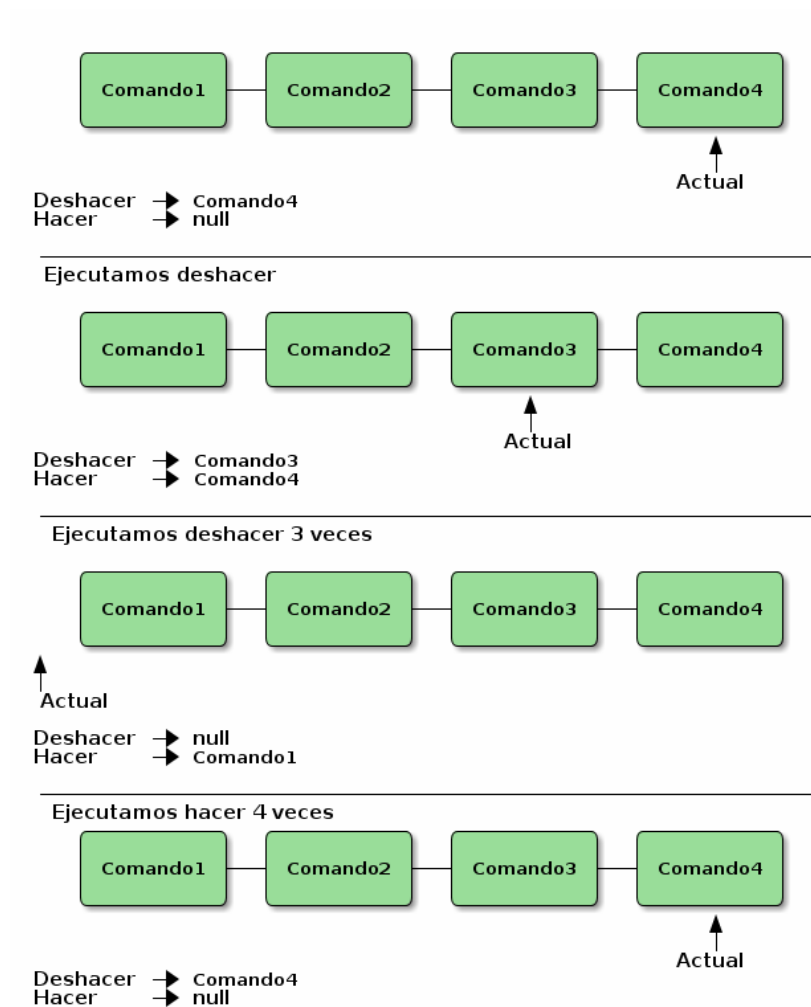 Comando1 Comando2 Comando3 Comando4
Actual
Deshacer Comando4
Hacer null
Ejecutamos deshacer
Comando1 Comando2 Comando3 Comando4
Actual
Deshacer Comando3
Hacer Comando4
Ejecutamos deshacer 3 veces
Comando1 Comando2 Comando3 Comando4
Actual
Deshacer null
Hacer Comando1
Ejecutamos hacer 4 veces
Comando1 Comando2 Comando3 Comando4
Actual
Deshacer Comando4
Hacer null